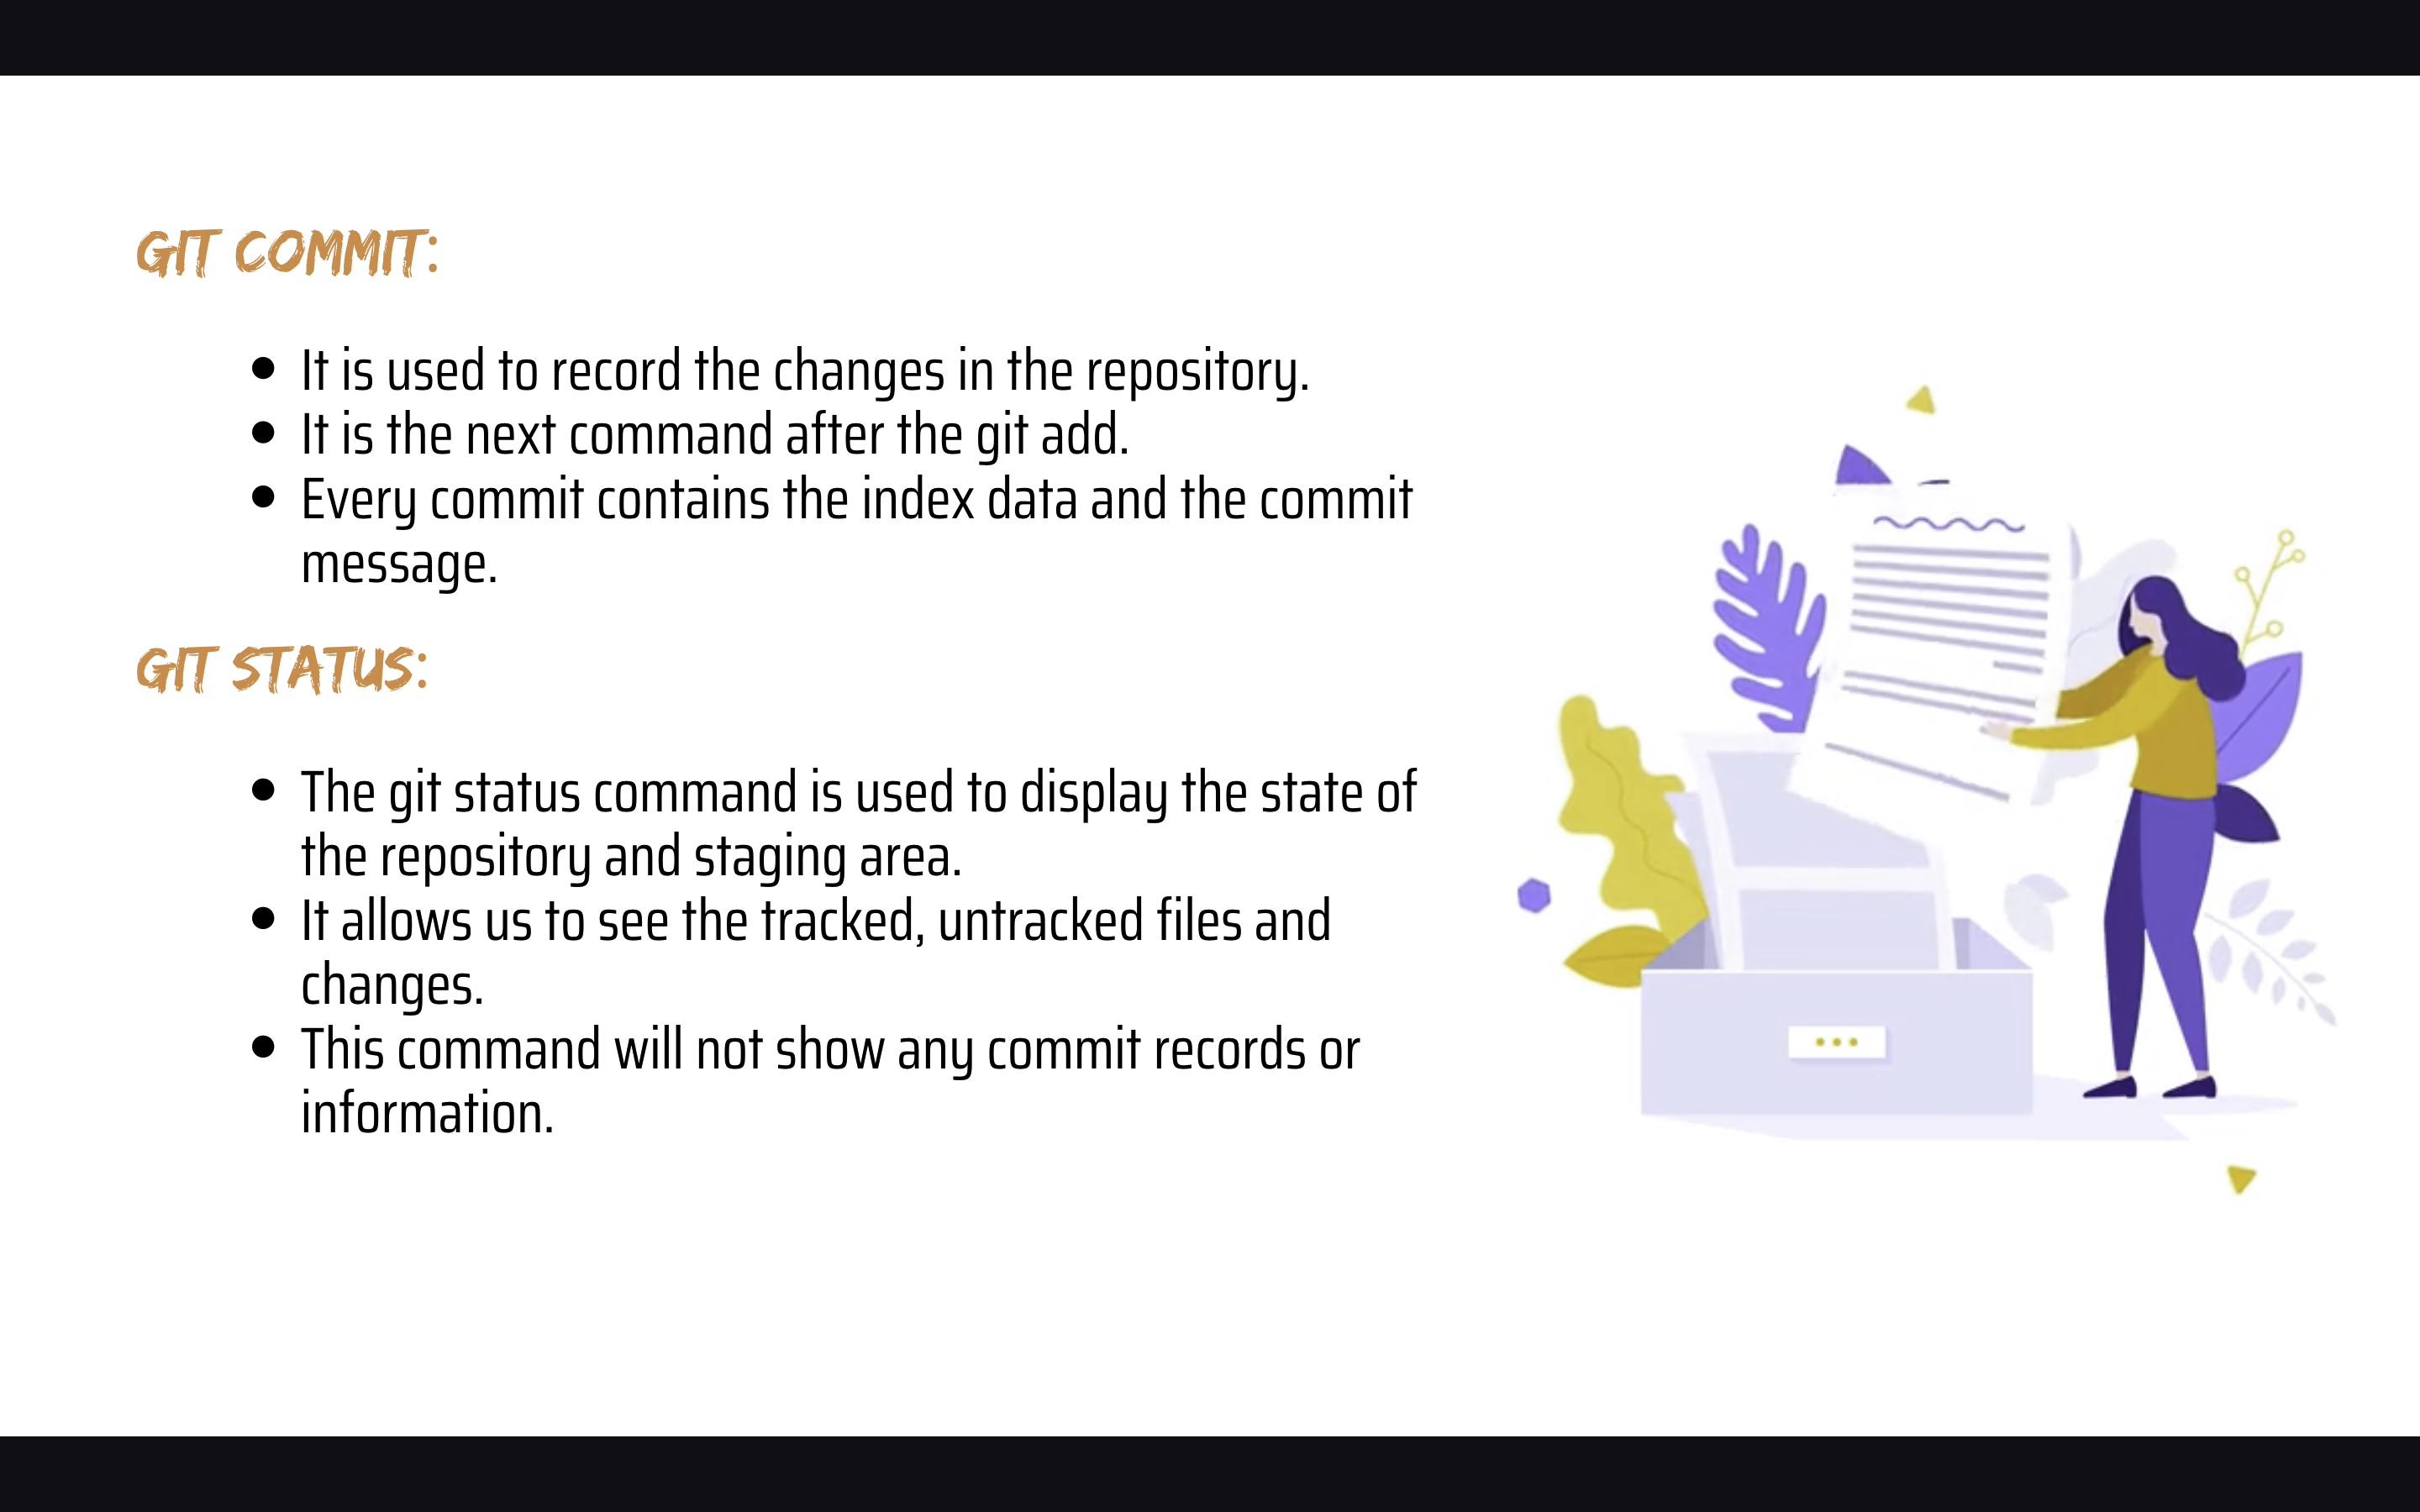 GIT COMMIT:
● It is used to record the changes in the repository.
● It is the next command after the git add.
● Every commit contains the index data and the commit
message.
GIT STATUS:
● The git status command is used to display the state of
the repository and staging area.
● It allows us to see the tracked, untracked files and
changes.
● This command will not show any commit records or
information.